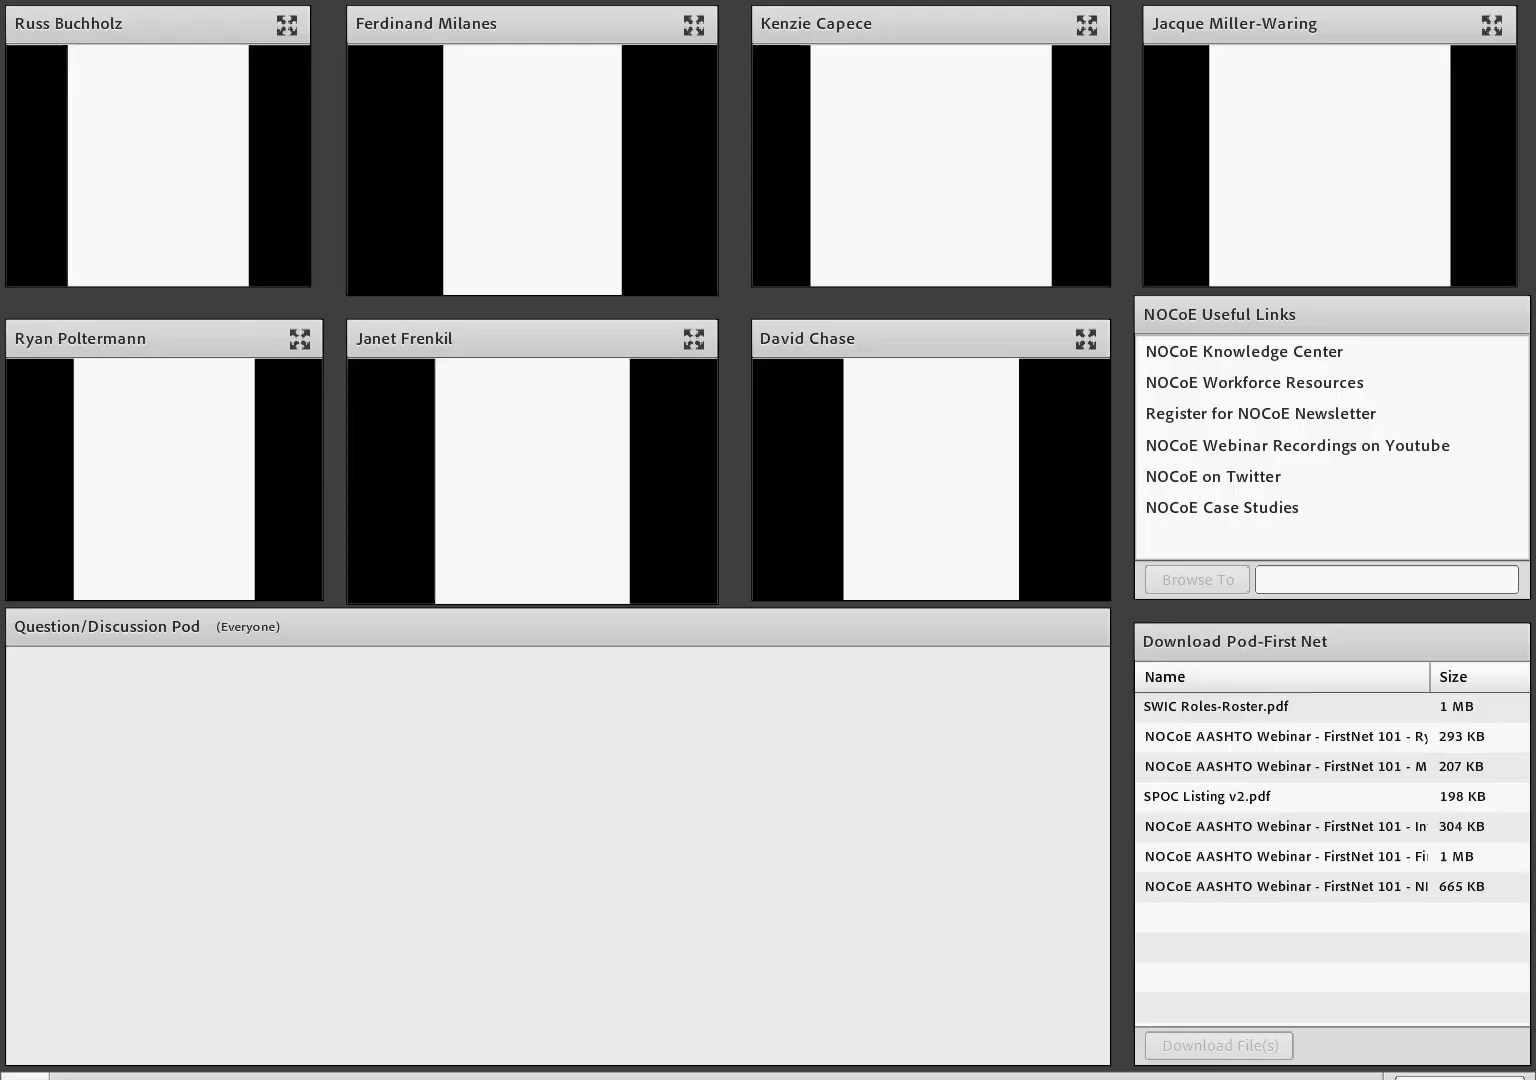 Russ Buchholz
Ferdinand Milanes
Kenzie Capece
Jacque Miller-Waring
Ryan Poltermann
Janet Frenkil
David Chase
NOCoE Useful Links
NOCoE Knowledge Center
NOCoE Workforce Resources
Register for NOCoE Newsletter
NOCoE Webinar Recordings on Youtube
NOCoE on Twitter
NOCoE Case Studies
Browse To
Question/Discussion Pod (Everyone)
Download Pod-First Net
Name Size
SWIC Roles-Roster.pdf 1 MB
NOCoE AASHTO Webinar - FirstNet 101 - Ry 293 KB
NOCoE AASHTO Webinar - FirstNet 101 - M 207 KB
SPOC Listing v2.pdf 198 KB
NOCoE AASHTO Webinar - FirstNet 101 - In 304 KB
NOCoE AASHTO Webinar - FirstNet 101 - Fi 1 MB
NOCoE AASHTO Webinar - FirstNet 101 - NI 665 KB
Download File(s)